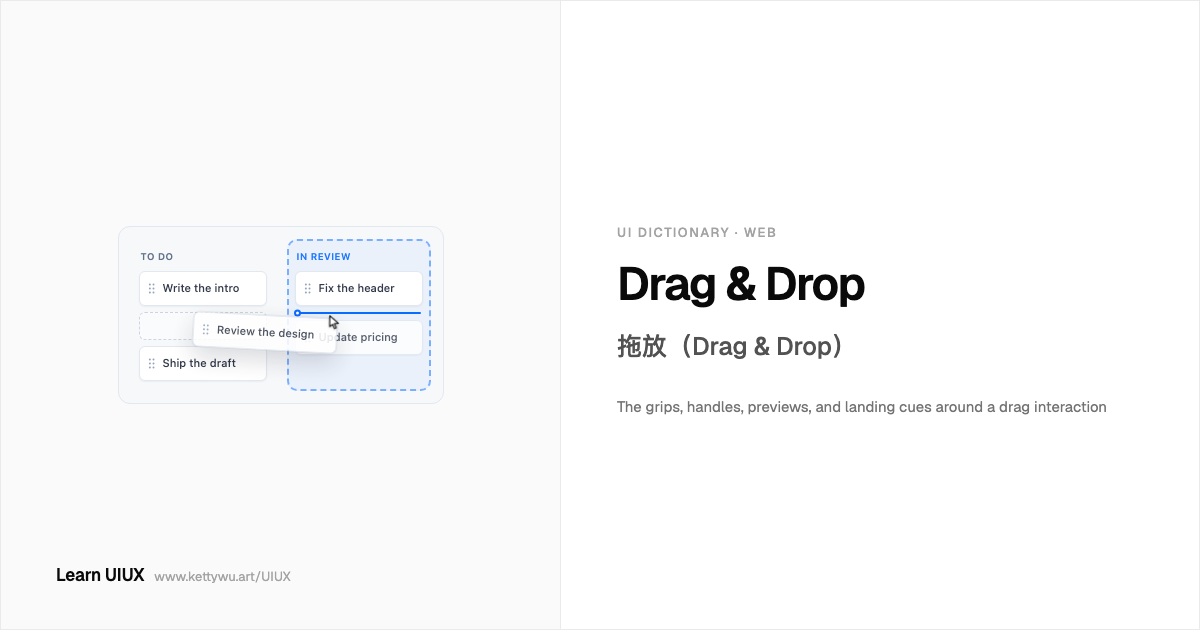 TO DO
Write the intro
Review the design
Ship the draft
IN REVIEW
Fix the header
Update pricing
UI DICTIONARY · WEB
Drag & Drop
拖放（Drag & Drop）
The grips, handles, previews, and landing cues around a drag interaction
Learn UIUX www.kettywu.art/UIUX